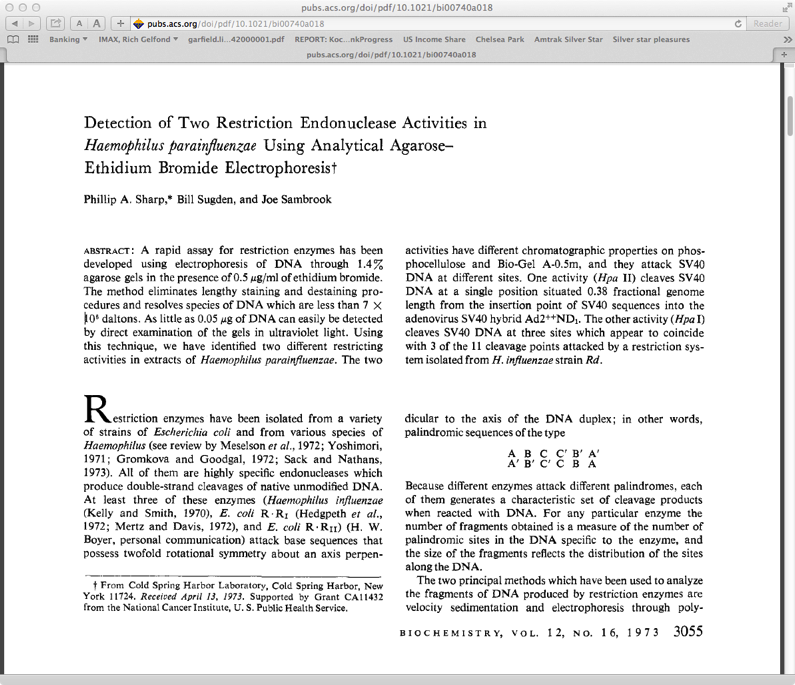 pubs.acs.org/doi/pdf/10.1021/bi00740a018
A A + pubs.acs.org/doi/pdf/10.1021/bi00740a018 Reader
Banking IMAX, Rich Gelfond garfield.li...42000001.pdf REPORT: Koc...nkProgress US Income Share Chelsea Park Amtrak Silver Star Silver star pleasures
pubs.acs.org/doi/pdf/10.1021/bi00740a018
Detection of Two Restriction Endonuclease Activities in
Haemophilus parainfluenzae Using Analytical Agarose–
Ethidium Bromide Electrophoresis†
Phillip A. Sharp,* Bill Sugden, and Joe Sambrook
ABSTRACT: A rapid assay for restriction enzymes has been
developed using electrophoresis of DNA through 1.4%
agarose gels in the presence of 0.5 μg/ml of ethidium bromide.
The method eliminates lengthy staining and destaining pro-
cedures and resolves species of DNA which are less than 7 ×
10⁶ daltons. As little as 0.05 μg of DNA can easily be detected
by direct examination of the gels in ultraviolet light. Using
this technique, we have identified two different restricting
activities in extracts of Haemophilus parainfluenzae. The two
activities have different chromatographic properties on phos-
phocellulose and Bio-Gel A-0.5m, and they attack SV40
DNA at different sites. One activity (Hpa II) cleaves SV40
DNA at a single position situated 0.38 fractional genome
length from the insertion point of SV40 sequences into the
adenovirus SV40 hybrid Ad2⁺⁺ND₁. The other activity (Hpa I)
cleaves SV40 DNA at three sites which appear to coincide
with 3 of the 11 cleavage points attacked by a restriction sys-
tem isolated from H. influenzae strain Rd.
Restriction enzymes have been isolated from a variety
of strains of Escherichia coli and from various species of
Haemophilus (see review by Meselson et al., 1972; Yoshimori,
1971; Gromkova and Goodgal, 1972; Sack and Nathans,
1973). All of them are highly specific endonucleases which
produce double-strand cleavages of native unmodified DNA.
At least three of these enzymes (Haemophilus influenzae
(Kelly and Smith, 1970), E. coli R·RI (Hedgpeth et al.,
1972; Mertz and Davis, 1972), and E. coli R·RII) (H. W.
Boyer, personal communication) attack base sequences that
possess twofold rotational symmetry about an axis perpen-
† From Cold Spring Harbor Laboratory, Cold Spring Harbor, New
York 11724. Received April 13, 1973. Supported by Grant CA11432
from the National Cancer Institute, U. S. Public Health Service.
dicular to the axis of the DNA duplex; in other words,
palindromic sequences of the type
A B C C′ B′ A′
A′ B′ C′ C B A
Because different enzymes attack different palindromes, each
of them generates a characteristic set of cleavage products
when reacted with DNA. For any particular enzyme the
number of fragments obtained is a measure of the number of
palindromic sites in the DNA specific to the enzyme, and
the size of the fragments reflects the distribution of the sites
along the DNA.
The two principal methods which have been used to analyze
the fragments of DNA produced by restriction enzymes are
velocity sedimentation and electrophoresis through poly-
BIOCHEMISTRY, VOL. 12, NO. 16, 1973 3055